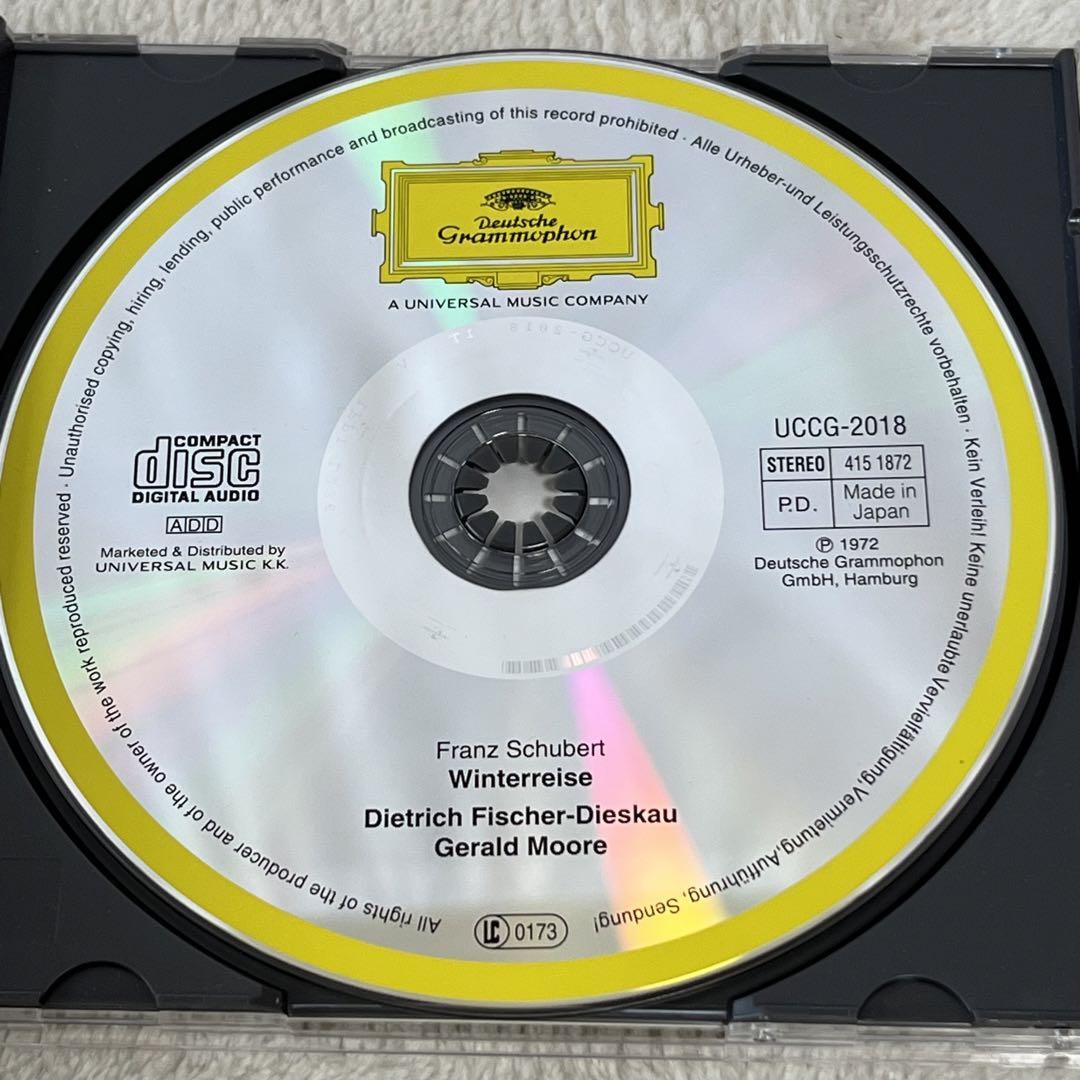 All rights of the producer and of the owner of the work reproduced reserved · Unauthorised copying, hiring, lending, public performance and broadcasting of this record prohibited · Alle Urheber-und Leistungsschutzrechte vorbehalten · Kein Verleih! Keine unerlaubte Vervielfältigung, Vermietung, Aufführung, Sendung!
Deutsche
Grammophon
A UNIVERSAL MUSIC COMPANY
UCCG-2018
COMPACT
disc
DIGITAL AUDIO
ADD
Marketed & Distributed by
UNIVERSAL MUSIC K.K.
UCCG-2018
STEREO 415 1872
P.D. Made in
Japan
℗ 1972
Deutsche Grammophon
GmbH, Hamburg
Franz Schubert
Winterreise
Dietrich Fischer-Dieskau
Gerald Moore
LC 0173